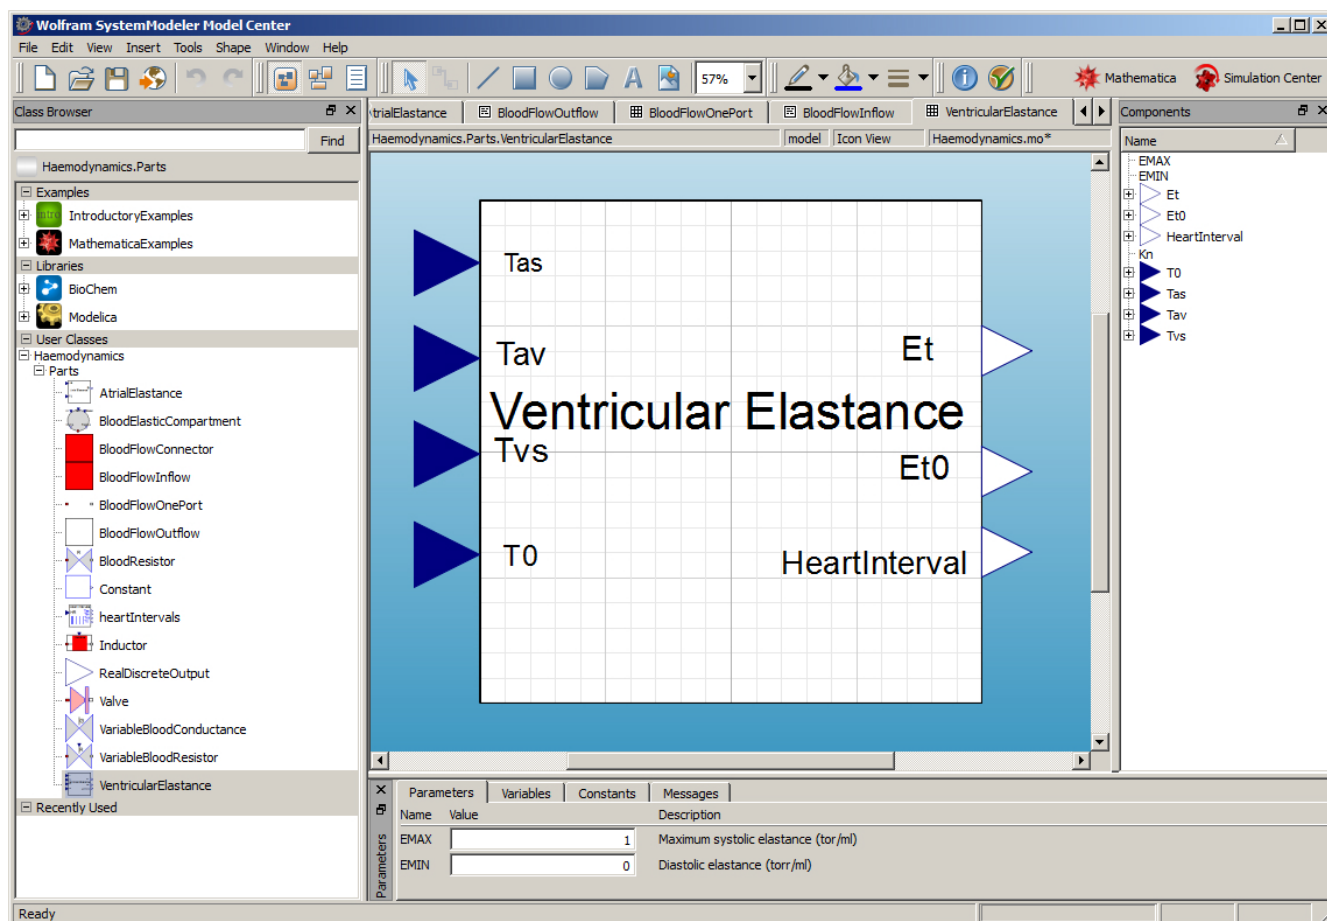 Wolfram SystemModeler Model Center
File Edit View Insert Tools Shape Window Help
A 57% Mathematica Simulation Center
Class Browser
Find
Haemodynamics.Parts
Examples
IntroductoryExamples
MathematicaExamples
Libraries
BioChem
Modelica
User Classes
Haemodynamics
Parts
AtrialElastance
BloodElasticCompartment
BloodFlowConnector
BloodFlowInflow
BloodFlowOnePort
BloodFlowOutflow
BloodResistor
Constant
heartIntervals
Inductor
RealDiscreteOutput
Valve
VariableBloodConductance
VariableBloodResistor
VentricularElastance
Recently Used
trialElastance BloodFlowOutflow BloodFlowOnePort BloodFlowInflow VentricularElastance
Haemodynamics.Parts.VentricularElastance model Icon View Haemodynamics.mo*
Tas
Tav
Et
Ventricular Elastance
Tvs
Et0
T0
HeartInterval
Components
Name
EMAX
EMIN
Et
Et0
HeartInterval
Kn
T0
Tas
Tav
Tvs
Parameters Variables Constants Messages
Name Value Description
EMAX 1 Maximum systolic elastance (tor/ml)
EMIN 0 Diastolic elastance (torr/ml)
Parameters
Ready